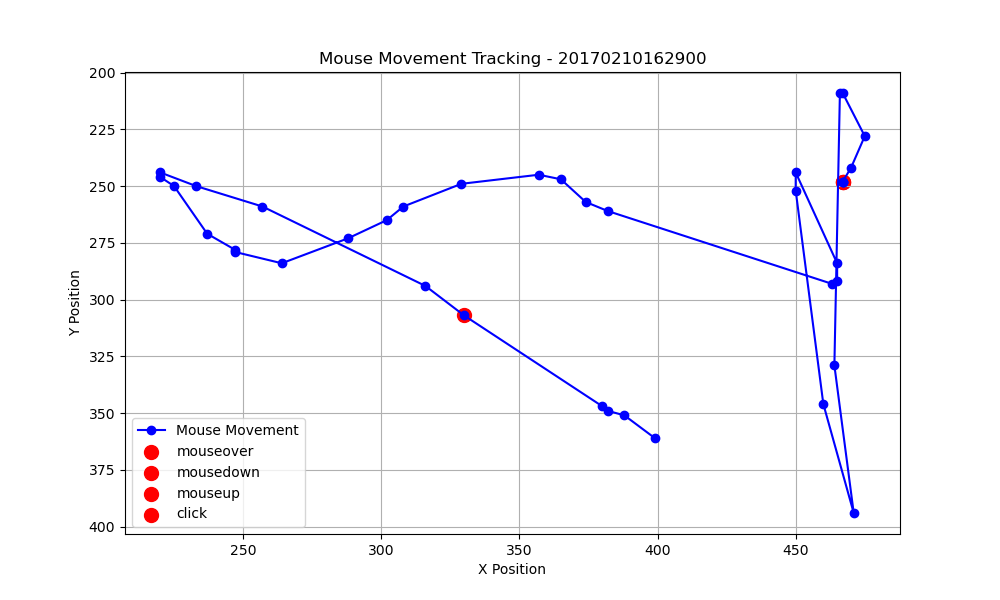 Mouse Movement Tracking - 20170210162900
200
225
250
275
300
325
350
375
400
Y Position
Mouse Movement
mouseover
mousedown
mouseup
click
250
300
350
400
450
X Position